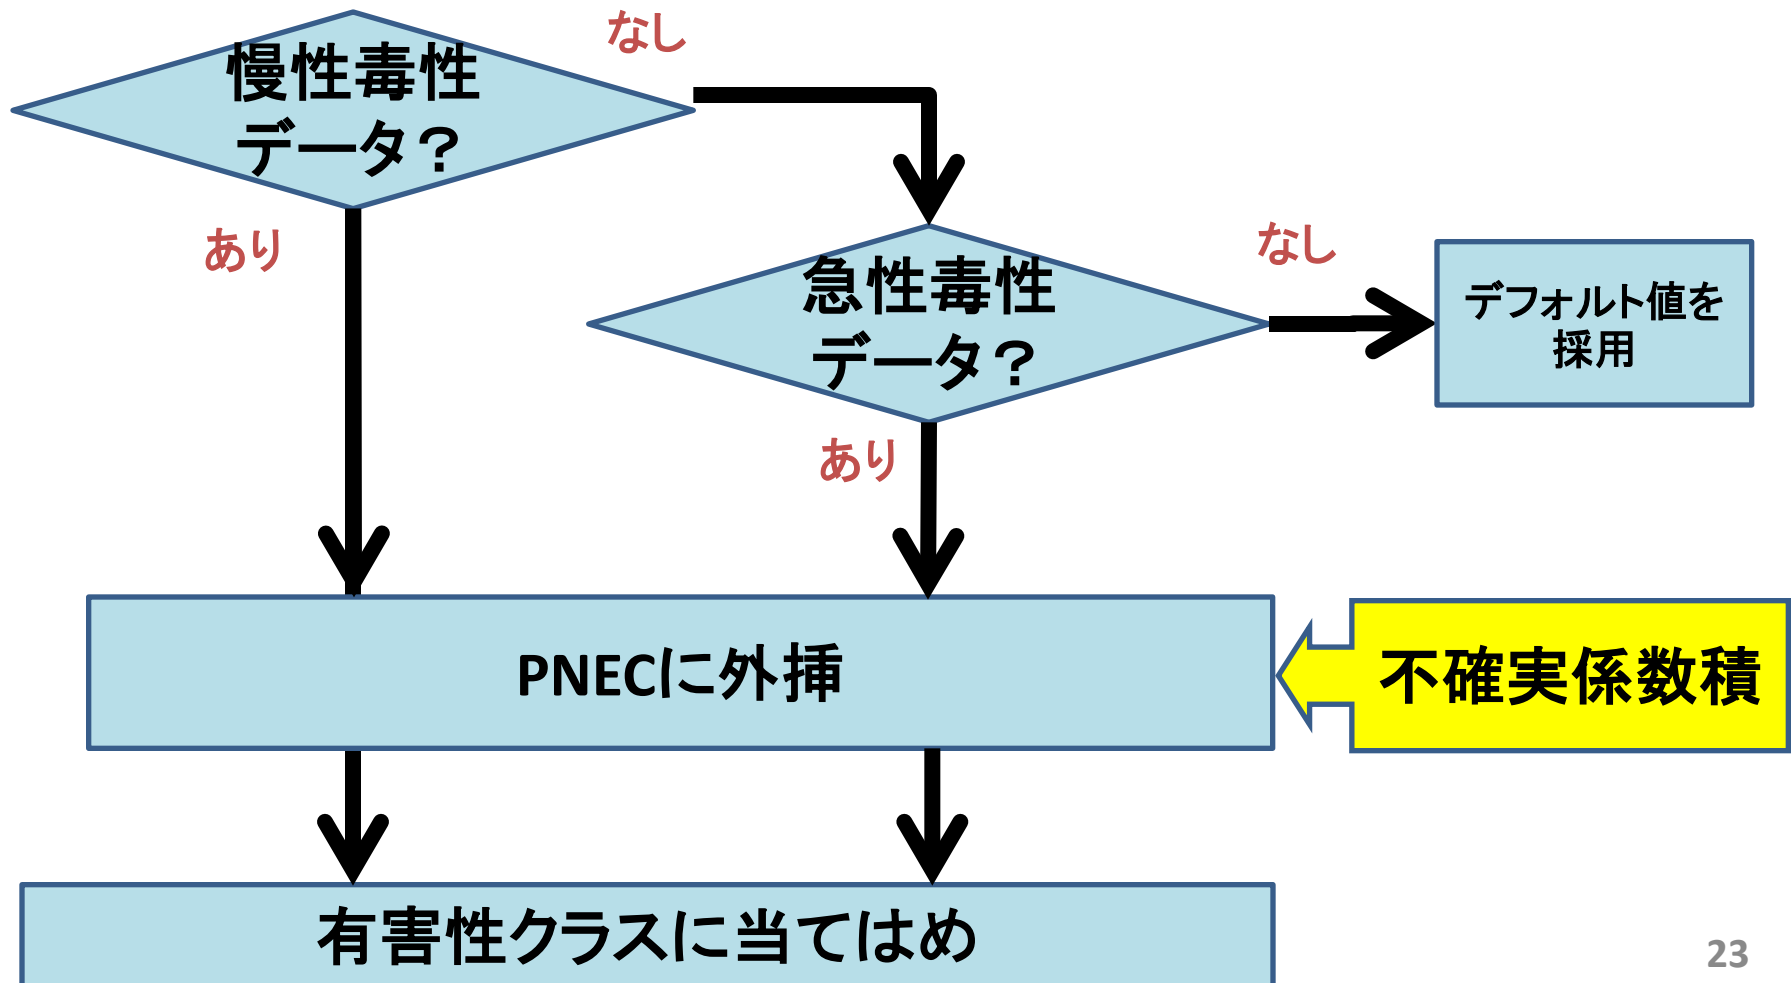 慢性毒性
データ？
なし
あり
急性毒性
データ？
なし
デフォルト値を
採用
あり
PNECに外挿
不確実係数積
有害性クラスに当てはめ
23